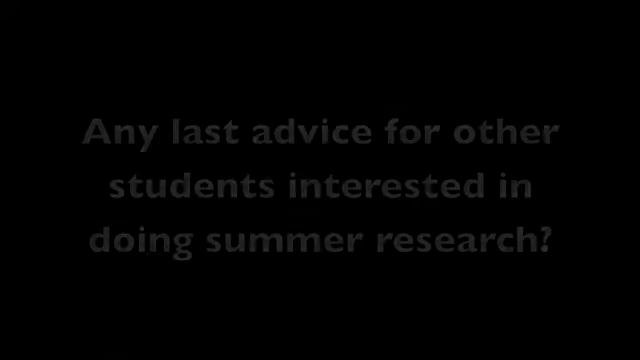 Any last advice for other
students interested in
doing summer research?